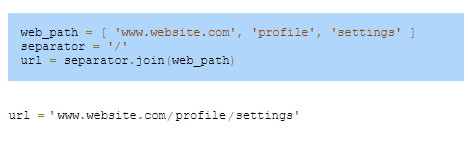 web_path = [ 'www.website.com', 'profile', 'settings' ]
separator = '/'
url = separator.join(web_path)
url = 'www.website.com/profile/settings'